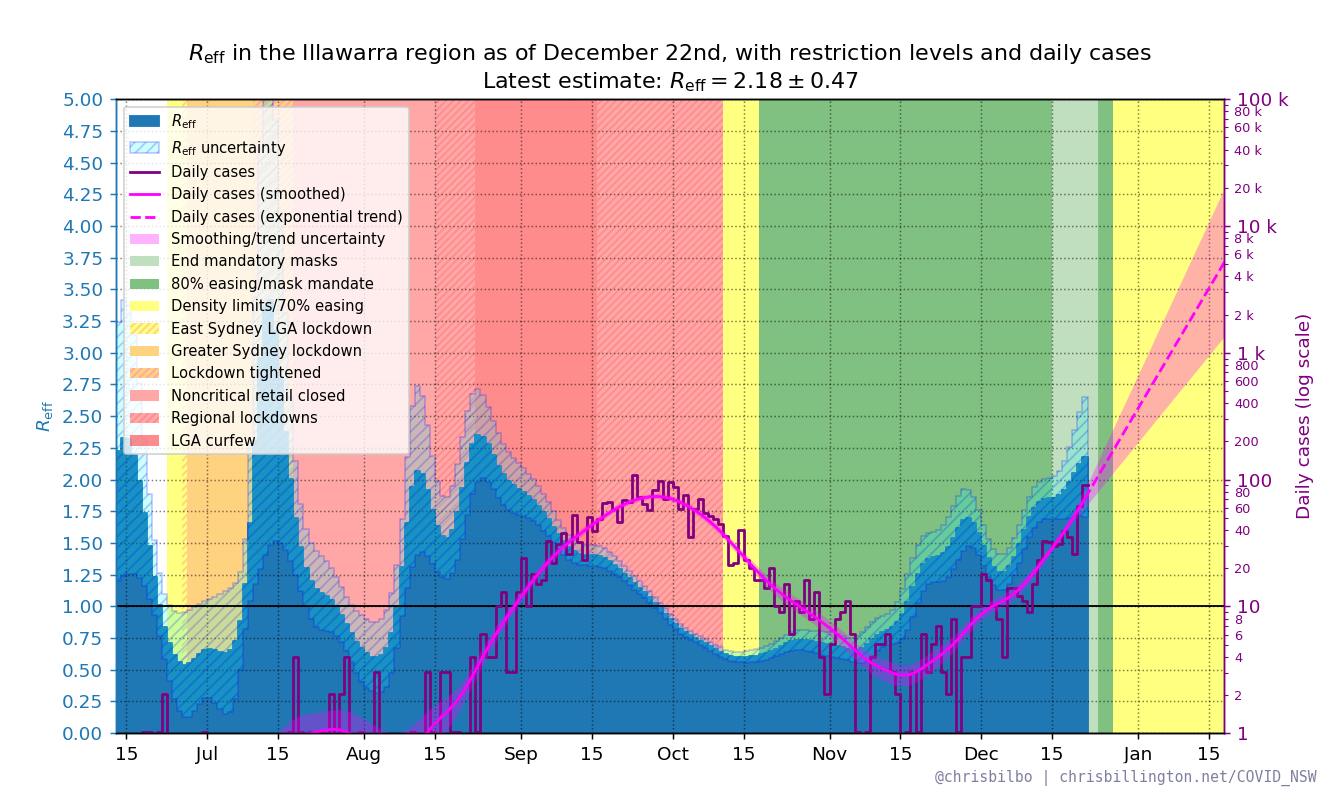 R_eff in the Illawarra region as of December 22nd, with restriction levels and daily cases
Latest estimate: R_eff = 2.18 ± 0.47
5.00
4.75
4.50
4.25
4.00
3.75
3.50
3.25
3.00
2.75
2.50
2.25
2.00
1.75
1.50
1.25
1.00
0.75
0.50
0.25
0.00
R_eff
R_eff
R_eff uncertainty
Daily cases
Daily cases (smoothed)
Daily cases (exponential trend)
Smoothing/trend uncertainty
End mandatory masks
80% easing/mask mandate
Density limits/70% easing
East Sydney LGA lockdown
Greater Sydney lockdown
Lockdown tightened
Noncritical retail closed
Regional lockdowns
LGA curfew
100 k
80 k
60 k
40 k
20 k
10 k
8 k
6 k
4 k
2 k
1 k
800
600
400
200
100
80
60
40
20
10
8
6
4
2
1
Daily cases (log scale)
15 Jul 15 Aug 15 Sep 15 Oct 15 Nov 15 Dec 15 Jan 15
@chrisbilbo | chrisbillington.net/COVID_NSW